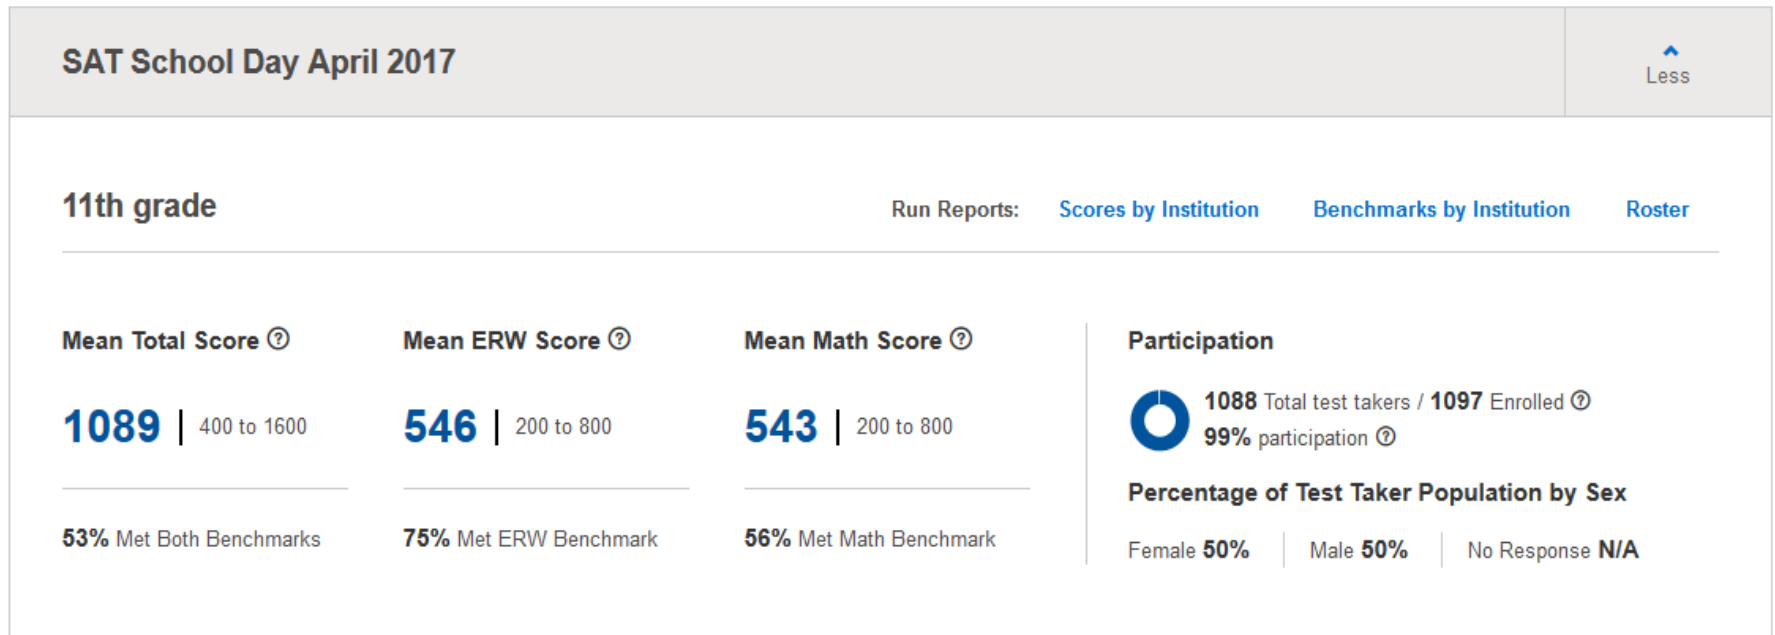 SAT School Day April 2017
Less
11th grade
Run Reports: Scores by Institution Benchmarks by Institution Roster
Mean Total Score ?
1089 | 400 to 1600
53% Met Both Benchmarks
Mean ERW Score ?
546 | 200 to 800
75% Met ERW Benchmark
Mean Math Score ?
543 | 200 to 800
56% Met Math Benchmark
Participation
1088 Total test takers / 1097 Enrolled ?
99% participation ?
Percentage of Test Taker Population by Sex
Female 50% Male 50% No Response N/A